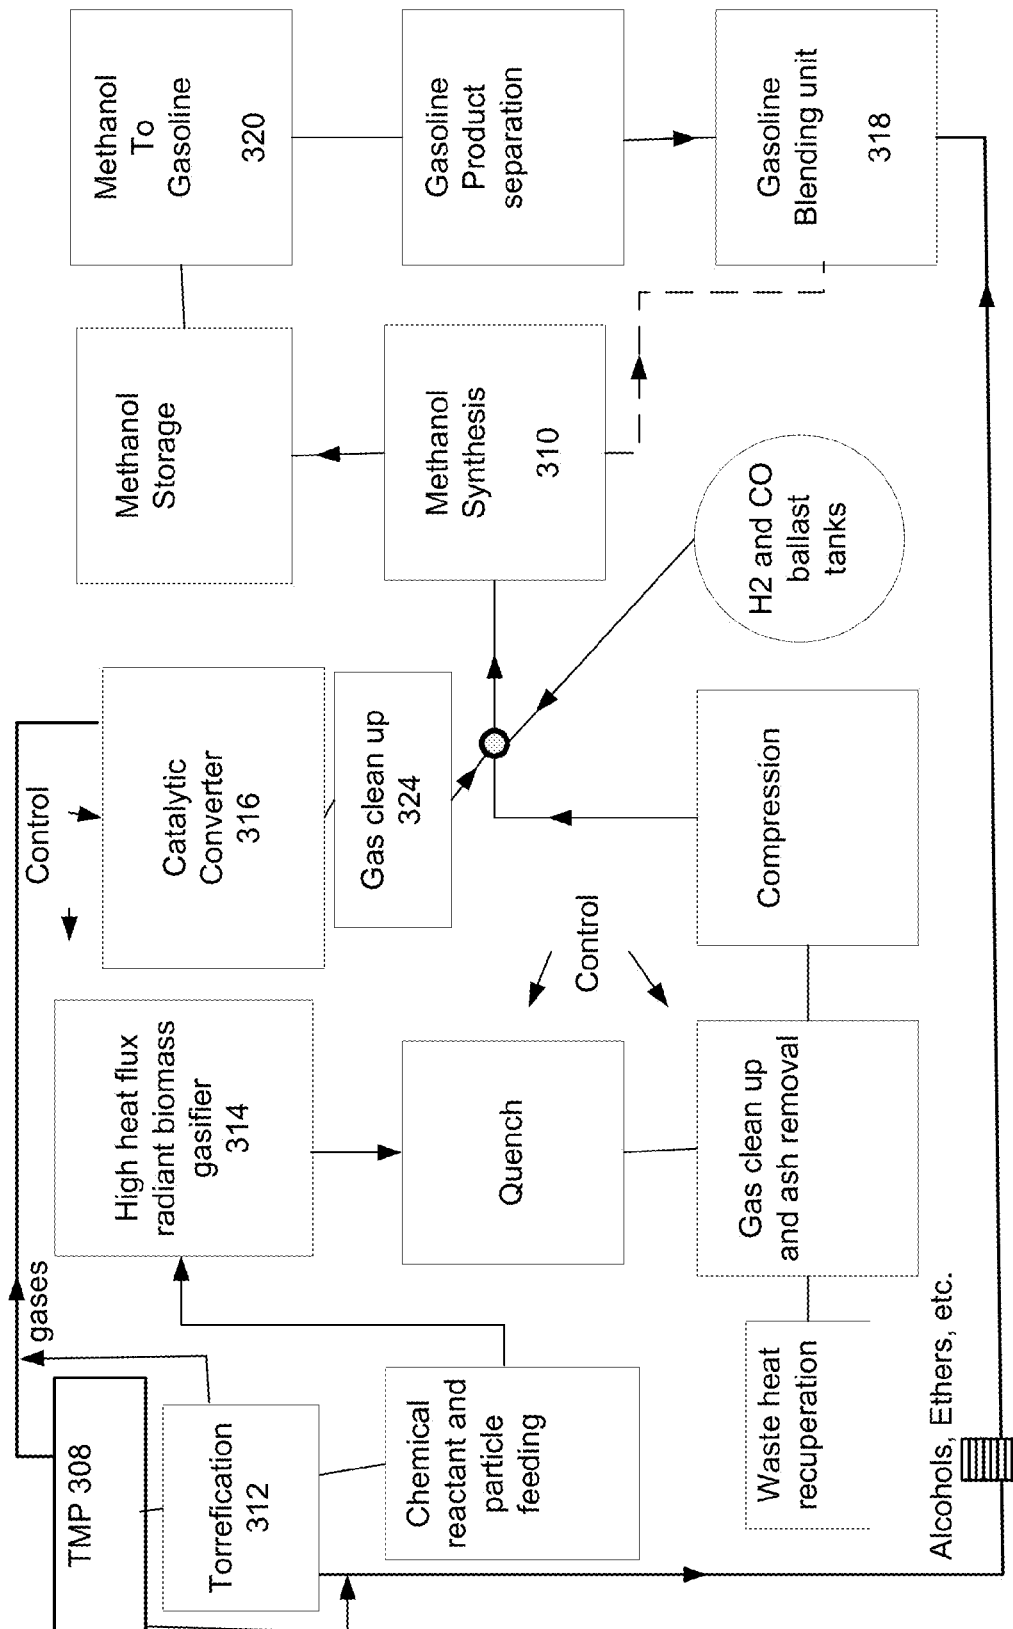 TMP 308
Torrefication
312
gases
Chemical
reactant and
particle
feeding
Waste heat
recuperation
Alcohols, Ethers, etc.
High heat flux
radiant biomass
gasifier
314
Quench
Gas clean up
and ash removal
Control
Control
Catalytic
Converter
316
Gas clean up
324
Compression
Methanol
Storage
Methanol
Synthesis
310
H2 and CO
ballast
tanks
Methanol
To
Gasoline
320
Gasoline
Product
separation
Gasoline
Blending unit
318